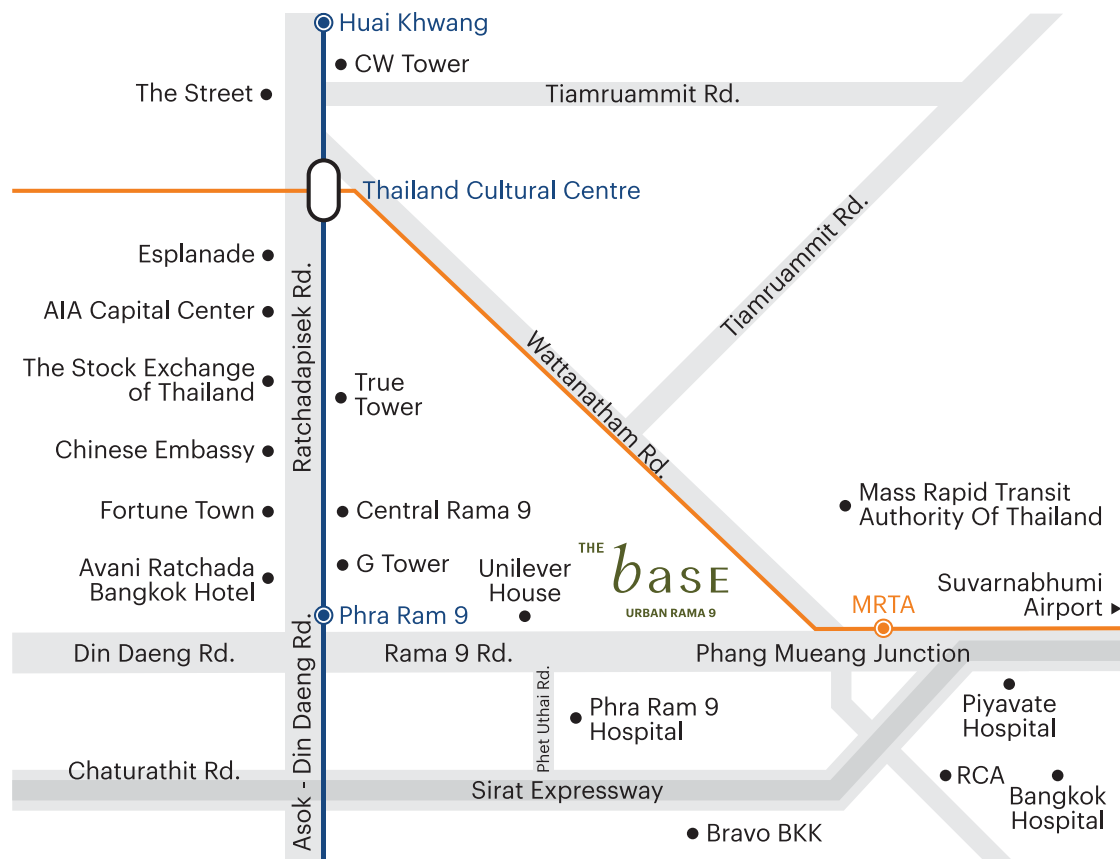 Huai Khwang
CW Tower
The Street
Tiamruammit Rd.
Thailand Cultural Centre
Tiamruammit Rd.
Esplanade
Ratchadapisek Rd.
AIA Capital Center
Wattanatham Rd.
The Stock Exchange
of Thailand
True
Tower
Chinese Embassy
Fortune Town
Central Rama 9
Mass Rapid Transit
Authority Of Thailand
Avani Ratchada
Bangkok Hotel
G Tower
Unilever
House
THE
base
URBAN RAMA 9
Suvarnabhumi
Airport
MRTA
Phra Ram 9
Din Daeng Rd.
Asok - Din Daeng Rd.
Rama 9 Rd.
Phang Mueang Junction
Phet Uthai Rd.
Phra Ram 9
Hospital
Piyavate
Hospital
Chaturathit Rd.
Sirat Expressway
RCA
Bangkok
Hospital
Bravo BKK